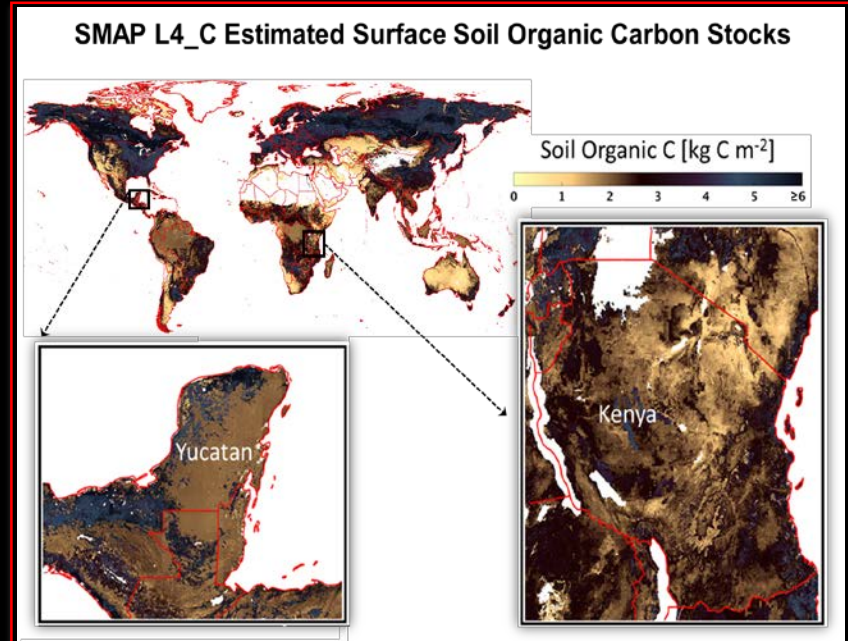 SMAP L4_C Estimated Surface Soil Organic Carbon Stocks
Soil Organic C [kg C m⁻²]
0 1 2 3 4 5 ≥6
Yucatan
Kenya